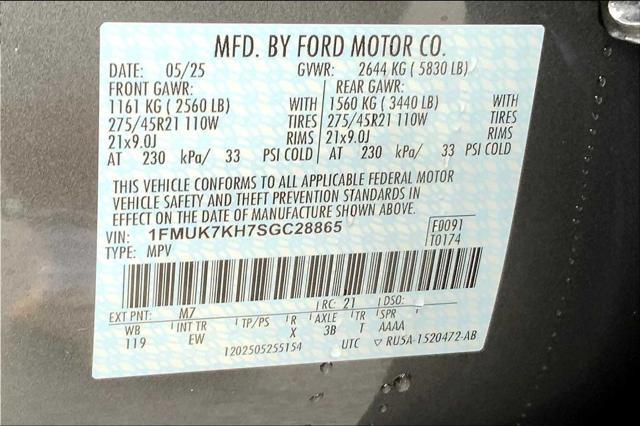 MFD. BY FORD MOTOR CO.
DATE: 05/25 GVWR: 2644 KG ( 5830 LB)
FRONT GAWR: REAR GAWR:
1161 KG ( 2560 LB) WITH 1560 KG ( 3440 LB) WITH
275/45R21 110W TIRES 275/45R21 110W TIRES
21x9.0J RIMS 21x9.0J RIMS
AT 230 kPa/ 33 PSI COLD AT 230 kPa/ 33 PSI COLD
THIS VEHICLE CONFORMS TO ALL APPLICABLE FEDERAL MOTOR
VEHICLE SAFETY AND THEFT PREVENTION STANDARDS IN
EFFECT ON THE DATE OF MANUFACTURE SHOWN ABOVE.
VIN: 1FMUK7KH7SGC28865 F0091
TYPE: MPV T0174
EXT PNT: M7 RC: 21 DSO:
WB INT TR TP/PS R AXLE TR SPR
119 EW X 3B T AAAA
1202505255154 UTC ▽ RU5A-1520472-AB